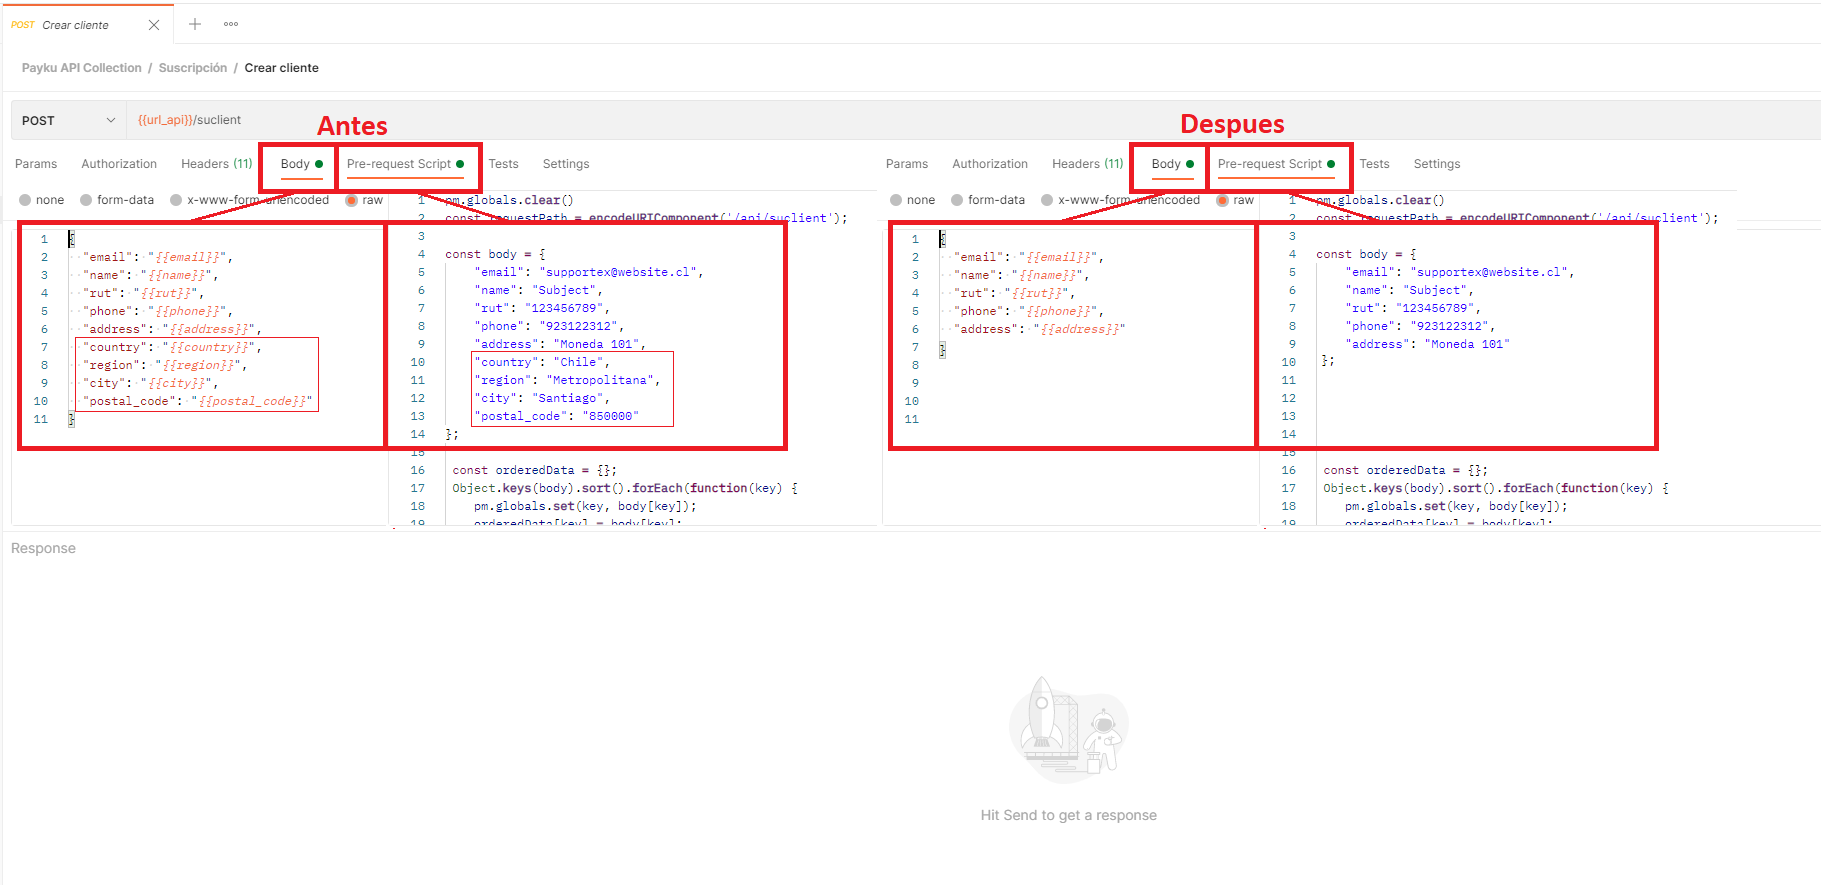 POST Crear cliente
Payku API Collection / Suscripción / Crear cliente
POST {{url_api}}/suclient
Antes
Despues
Params Authorization Headers (11) Body Pre-request Script Tests Settings
none form-data x-www-form-urlencoded raw
1 {
2 "email": "{{email}}",
3 "name": "{{name}}",
4 "rut": "{{rut}}",
5 "phone": "{{phone}}",
6 "address": "{{address}}",
7 "country": "{{country}}",
8 "region": "{{region}}",
9 "city": "{{city}}",
10 "postal_code": "{{postal_code}}"
11 }
1 pm.globals.clear()
2 const requestPath = encodeURIComponent('/api/suclient');
3
4 const body = {
5 "email": "supportex@website.cl",
6 "name": "Subject",
7 "rut": "123456789",
8 "phone": "923122312",
9 "address": "Moneda 101",
10 "country": "Chile",
11 "region": "Metropolitana",
12 "city": "Santiago",
13 "postal_code": "850000"
14 };
15
16 const orderedData = {};
17 Object.keys(body).sort().forEach(function(key) {
18 pm.globals.set(key, body[key]);
19 orderedData[key] = body[key];
Params Authorization Headers (11) Body Pre-request Script Tests Settings
none form-data x-www-form-urlencoded raw
1 {
2 "email": "{{email}}",
3 "name": "{{name}}",
4 "rut": "{{rut}}",
5 "phone": "{{phone}}",
6 "address": "{{address}}"
7 }
8
9
10
11
1 pm.globals.clear()
2 const requestPath = encodeURIComponent('/api/suclient');
3
4 const body = {
5 "email": "supportex@website.cl",
6 "name": "Subject",
7 "rut": "123456789",
8 "phone": "923122312",
9 "address": "Moneda 101"
10 };
11
12
13
14
15
16 const orderedData = {};
17 Object.keys(body).sort().forEach(function(key) {
18 pm.globals.set(key, body[key]);
19 orderedData[key] = body[key];
Response
Hit Send to get a response